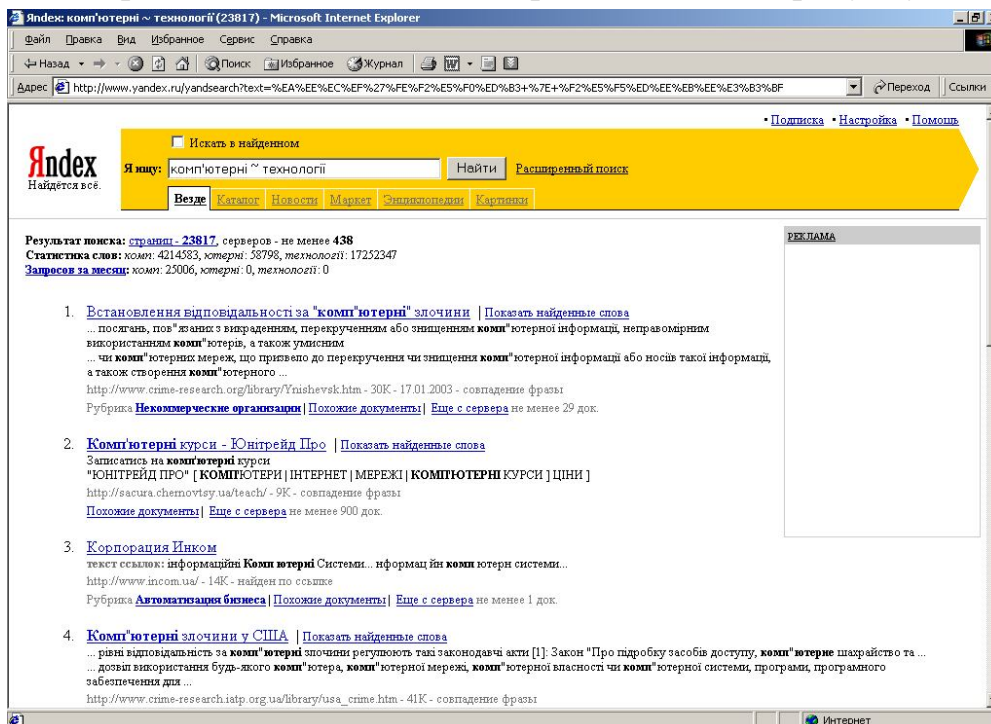 Яndex: комп'ютерні ~ технології (23817) - Microsoft Internet Explorer
Файл Правка Вид Избранное Сервис Справка
Назад Поиск Избранное Журнал
Адрес http://www.yandex.ru/yandsearch?text=%EA%EE%EC%EF%27%FE%F2%E5%F0%ED%B3+%7E+%F2%E5%F5%ED%EE%EB%EE%E3%B3%BF Переход Ссылки
• Подписка • Настройка • Помощь
Искать в найденном
Яndex
Найдётся всё.
Я ищу: комп'ютерні ~ технології Найти Расширенный поиск
Везде Каталог Новости Маркет Энциклопедии Картинки
Результат поиска: страниц - 23817, серверов - не менее 438
Статистика слов: комп: 4214583, ютерні: 58798, технології: 17252347
Запросов за месяц: комп: 25006, ютерні: 0, технології: 0
РЕКЛАМА
1. Встановлення відповідальності за "комп"ютерні" злочини | Показать найденные слова
... посягань, пов"язаних з викраденням, перекрученням або знищенням комп"ютерної інформації, неправомірним
використанням комп"ютерів, а також умисним
... чи комп"ютерних мереж, що призвело до перекручення чи знищення комп"ютерної інформації або носіїв такої інформації,
а також створення комп"ютерного ...
http://www.crime-research.org/library/Ynishevsk.htm - 30K - 17.01.2003 - совпадение фразы
Рубрика Некоммерческие организации | Похожие документы | Еще с сервера не менее 29 док.
2. Комп'ютерні курси - Юнітрейд Про | Показать найденные слова
Записатись на комп'ютерні курси
"ЮНІТРЕЙД ПРО" [ КОМП'ЮТЕРИ | ІНТЕРНЕТ | МЕРЕЖІ | КОМП'ЮТЕРНІ КУРСИ ] ЦІНИ ]
http://sacura.chernovtsy.ua/teach/ - 9K - совпадение фразы
Похожие документы | Еще с сервера не менее 900 док.
3. Корпорация Инком
текст ссылок: інформаційні Комп ютерні Системи... нформац йн комп ютерн системи...
http://www.incom.ua/ - 14K - найден по ссылке
Рубрика Автоматизация бизнеса | Похожие документы | Еще с сервера не менее 1 док.
4. Комп"ютерні злочини у США | Показать найденные слова
... рівні відповідальність за комп"ютерні злочини регулюють такі законодавчі акти [1]: Закон "Про підробку засобів доступу, комп"ютерне шахрайство та ...
... дозвіл використання будь-якого комп"ютера, комп"ютерної мережі, комп"ютерної власності чи комп"ютерної системи, програми, програмного
забезпечення для ...
http://www.crime-research.iatp.org.ua/library/usa_crime.htm - 41K - совпадение фразы
Интернет